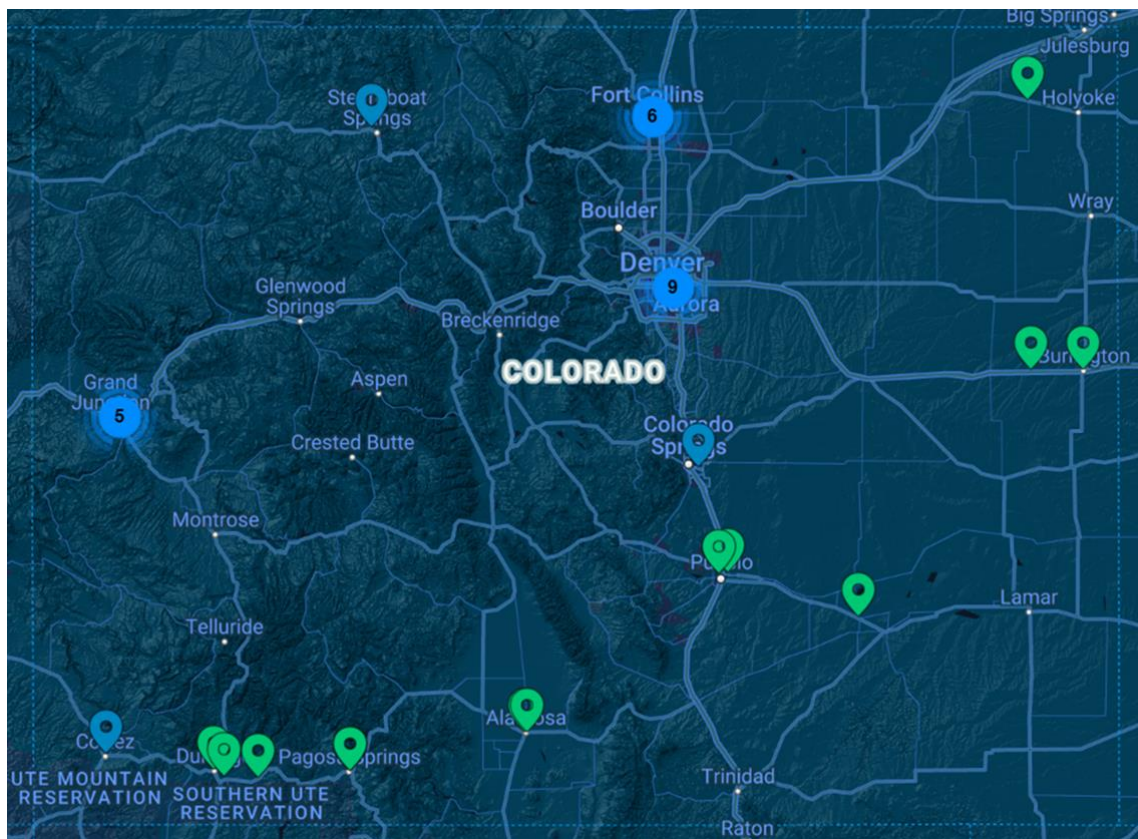 Big Springs
Julesburg
Steamboat
Springs
Fort Collins
6
Holyoke
Boulder
Wray
Denver
9
Aurora
Glenwood
Springs
Breckenridge
COLORADO
Burlington
Grand
Junction
5
Aspen
Colorado
Springs
Crested Butte
Montrose
Pueblo
Lamar
Telluride
Alamosa
Cortez
Durango
Pagosa Springs
UTE MOUNTAIN
RESERVATION
SOUTHERN UTE
RESERVATION
Trinidad
Raton